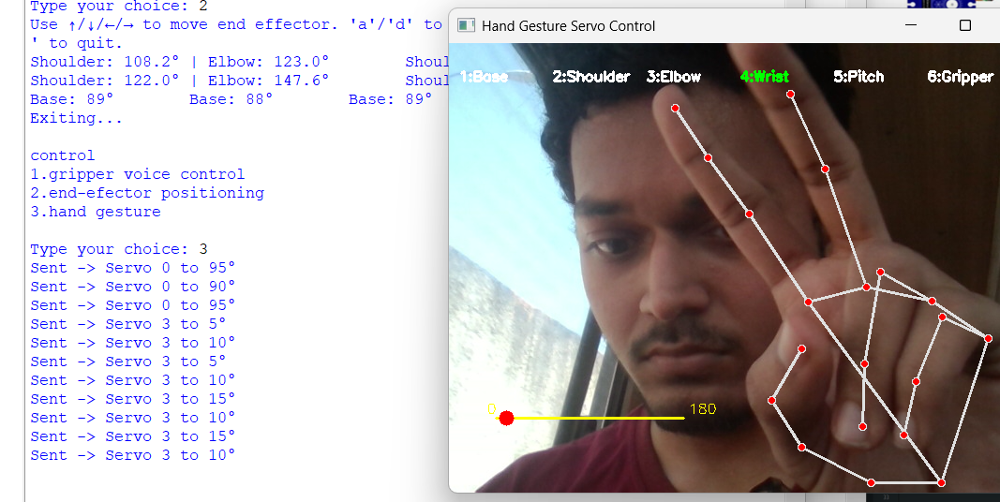 Type your choice: 2
Use ↑/↓/←/→ to move end effector. 'a'/'d' to
' to quit.
Shoulder: 108.2° | Elbow: 123.0° Shoul
Shoulder: 122.0° | Elbow: 147.6° Shoul
Base: 89° Base: 88° Base: 89°
Exiting...
control
1.gripper voice control
2.end-efector positioning
3.hand gesture
Type your choice: 3
Sent -> Servo 0 to 95°
Sent -> Servo 0 to 90°
Sent -> Servo 0 to 95°
Sent -> Servo 3 to 5°
Sent -> Servo 3 to 10°
Sent -> Servo 3 to 5°
Sent -> Servo 3 to 10°
Sent -> Servo 3 to 15°
Sent -> Servo 3 to 10°
Sent -> Servo 3 to 15°
Sent -> Servo 3 to 10°
Hand Gesture Servo Control
1:Base 2:Shoulder 3:Elbow 4:Wrist 5:Pitch 6:Gripper
0 180